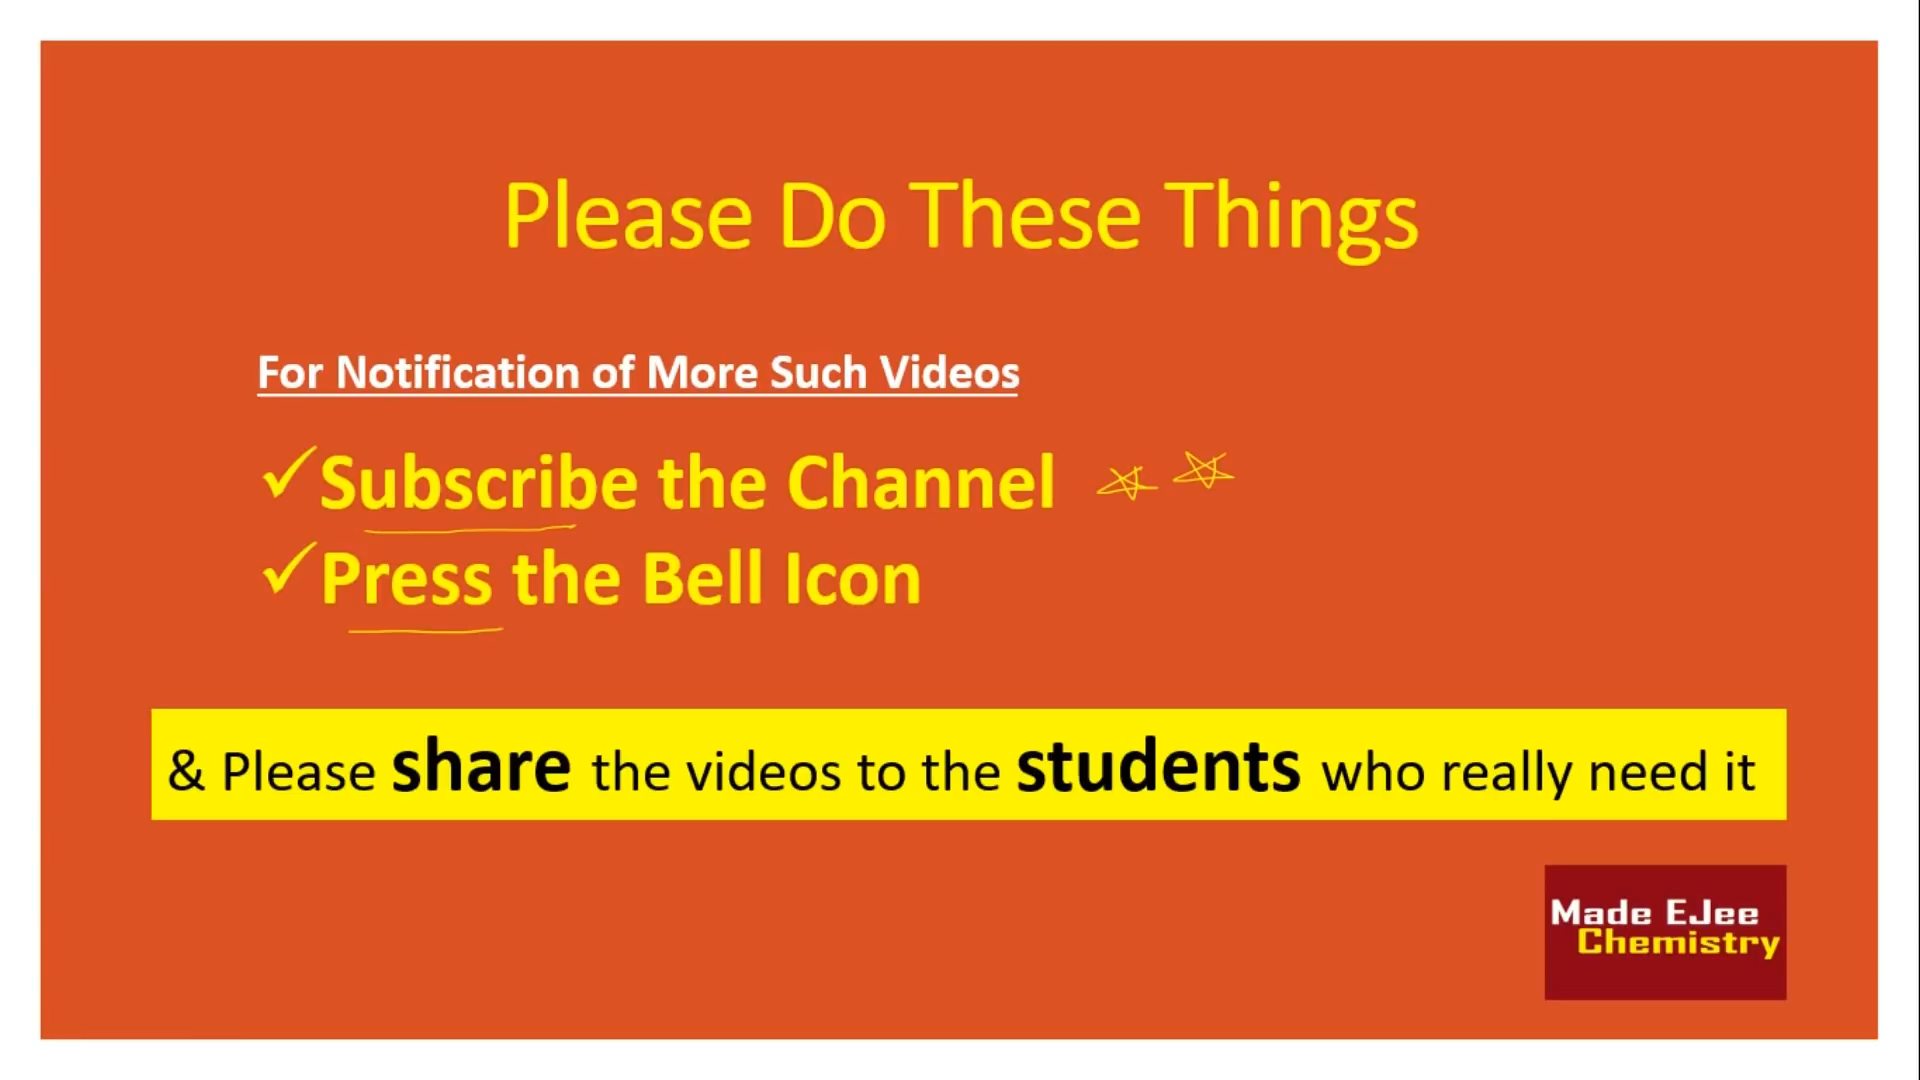 Please Do These Things
For Notification of More Such Videos
✓Subscribe the Channel
✓Press the Bell Icon
& Please share the videos to the students who really need it
Made EJee
Chemistry